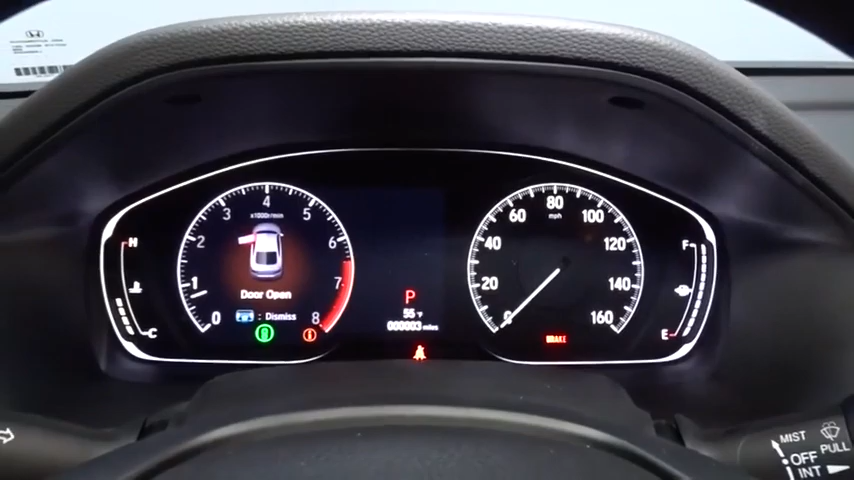 H
C
x1000r/min
0
1
2
3
4
5
6
7
8
Door Open
: Dismiss
P
55°F
000003 miles
mph
0
20
40
60
80
100
120
140
160
BRAKE
F
E
MIST
OFF
INT
PULL